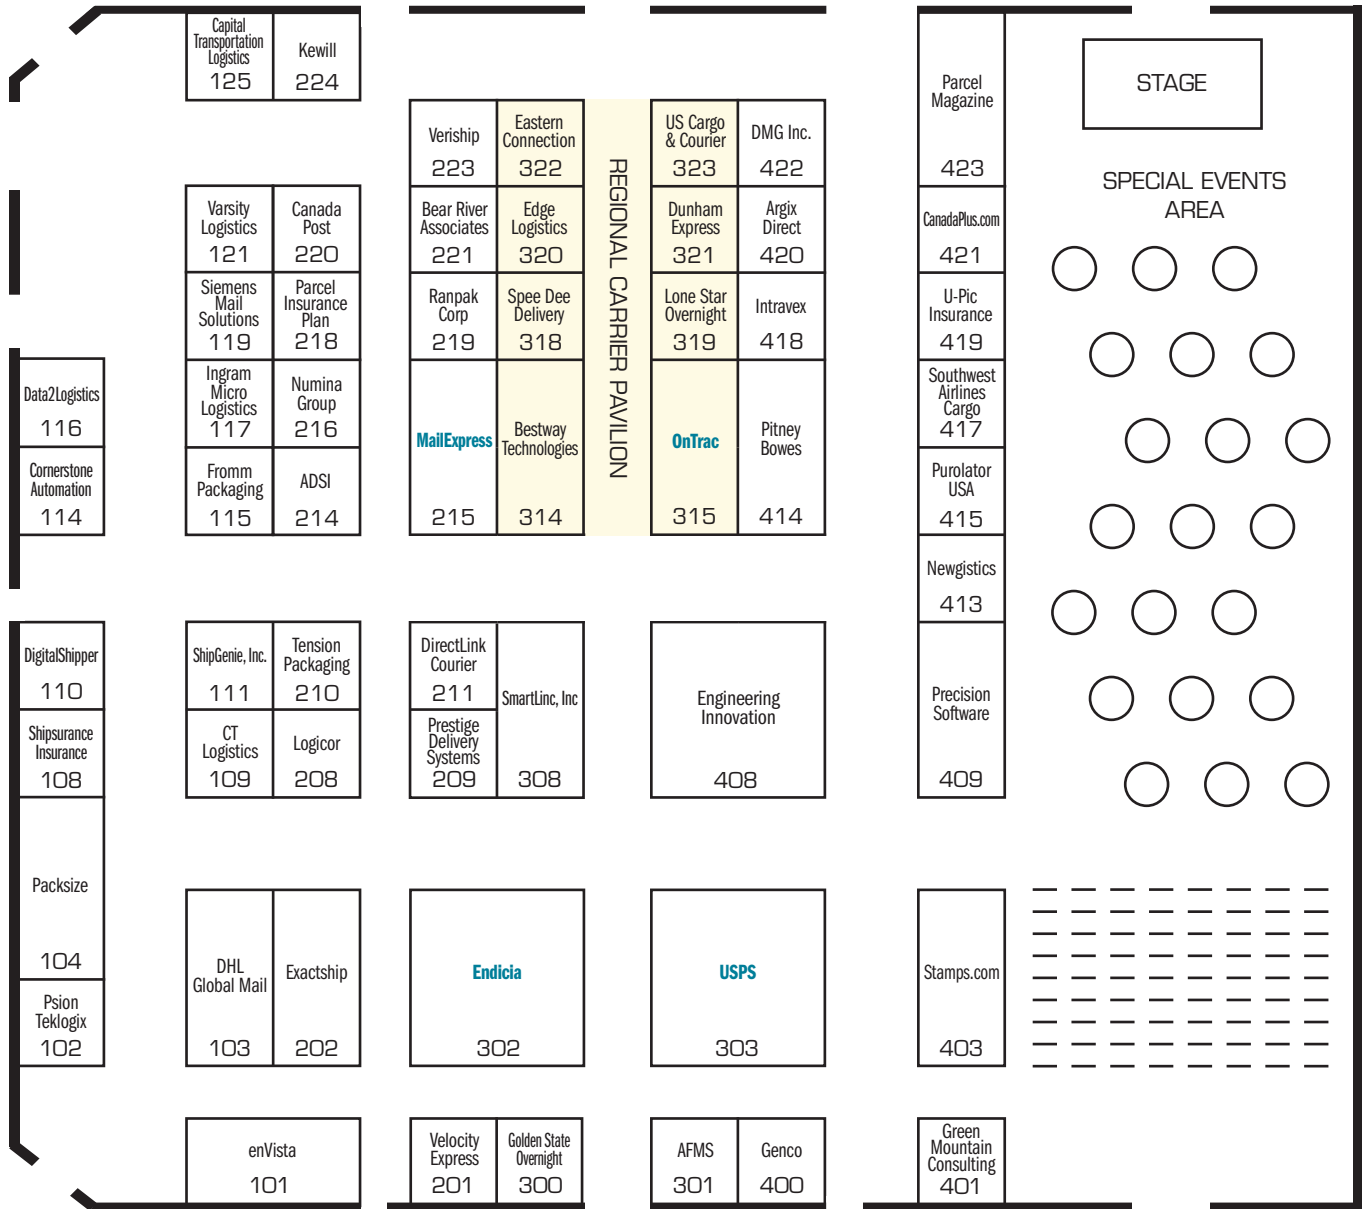 Capital
Transportation
Logistics
125
Kewill
224
Parcel
Magazine
423
STAGE
SPECIAL EVENTS
AREA
Veriship
223
Eastern
Connection
322
REGIONAL CARRIER PAVILION
US Cargo
& Courier
323
DMG Inc.
422
Varsity
Logistics
121
Canada
Post
220
Bear River
Associates
221
Edge
Logistics
320
Dunham
Express
321
Argix
Direct
420
CanadaPlus.com
421
Siemens
Mail
Solutions
119
Parcel
Insurance
Plan
218
Ranpak
Corp
219
Spee Dee
Delivery
318
Lone Star
Overnight
319
Intravex
418
U-Pic
Insurance
419
Data2Logistics
116
Ingram
Micro
Logistics
117
Numina
Group
216
MailExpress
215
Bestway
Technologies
314
OnTrac
315
Pitney
Bowes
414
Southwest
Airlines
Cargo
417
Cornerstone
Automation
114
Fromm
Packaging
115
ADSI
214
Purolator
USA
415
Newgistics
413
DigitalShipper
110
ShipGenie, Inc.
111
Tension
Packaging
210
DirectLink
Courier
211
SmartLinc, Inc
308
Engineering
Innovation
408
Precision
Software
409
Shipsurance
Insurance
108
CT
Logistics
109
Logicor
208
Prestige
Delivery
Systems
209
Packsize
104
DHL
Global Mail
103
Exactship
202
Endicia
302
USPS
303
Stamps.com
403
Psion
Teklogix
102
enVista
101
Velocity
Express
201
Golden State
Overnight
300
AFMS
301
Genco
400
Green
Mountain
Consulting
401